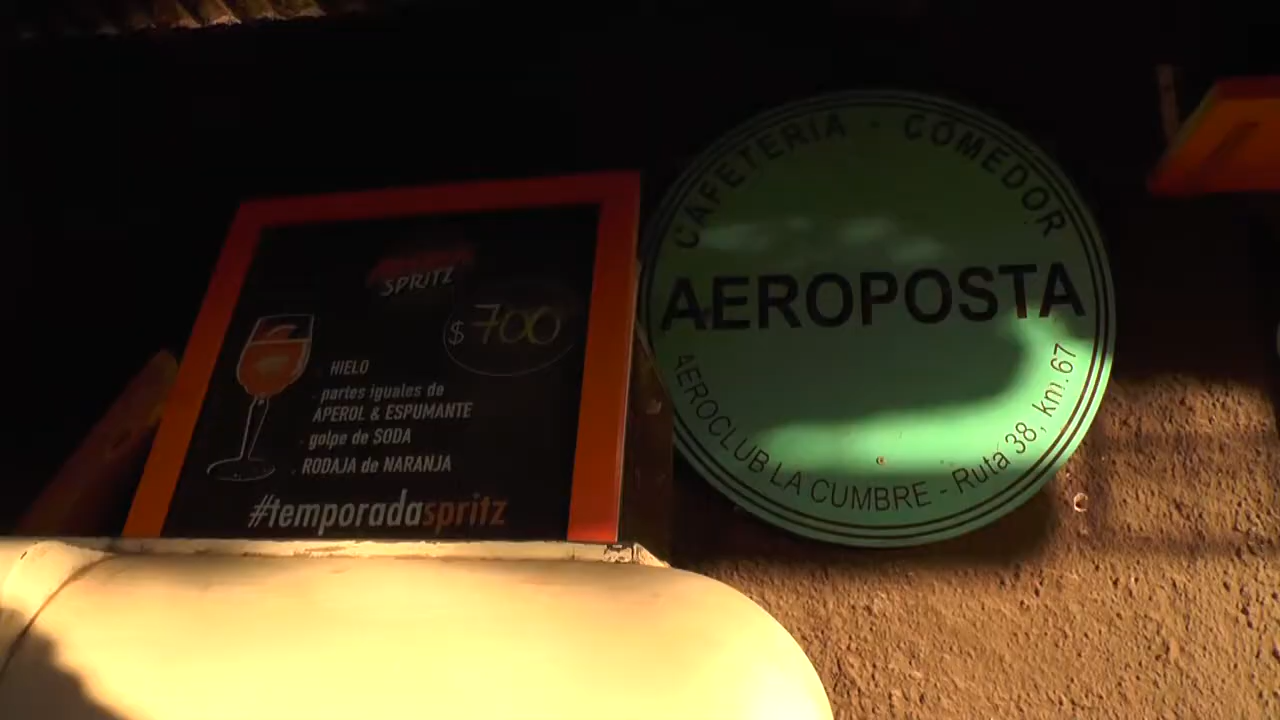 SPRITZ
$700
HIELO
. partes iguales de
APEROL & ESPUMANTE
. golpe de SODA
. RODAJA de NARANJA
#temporadaspritz
CAFETERIA - COMEDOR
AEROPOSTA
AEROCLUB LA CUMBRE - Ruta 38, km.67